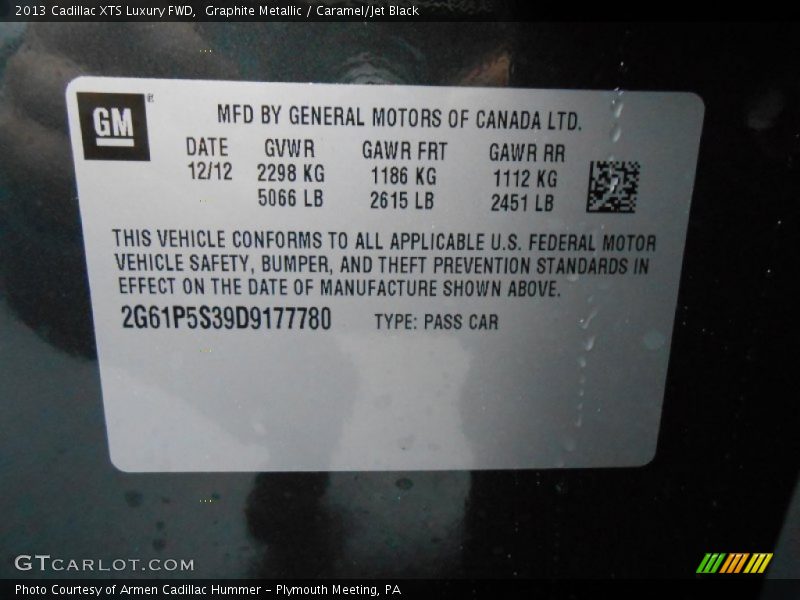 2013 Cadillac XTS Luxury FWD,  Graphite Metallic / Caramel/Jet Black
GM
MFD BY GENERAL MOTORS OF CANADA LTD.
DATE GVWR GAWR FRT GAWR RR
12/12 2298 KG 1186 KG 1112 KG
5066 LB 2615 LB 2451 LB
THIS VEHICLE CONFORMS TO ALL APPLICABLE U.S. FEDERAL MOTOR
VEHICLE SAFETY, BUMPER, AND THEFT PREVENTION STANDARDS IN
EFFECT ON THE DATE OF MANUFACTURE SHOWN ABOVE.
2G61P5S39D9177780 TYPE: PASS CAR
GTCARLOT.COM
Photo Courtesy of Armen Cadillac Hummer - Plymouth Meeting, PA